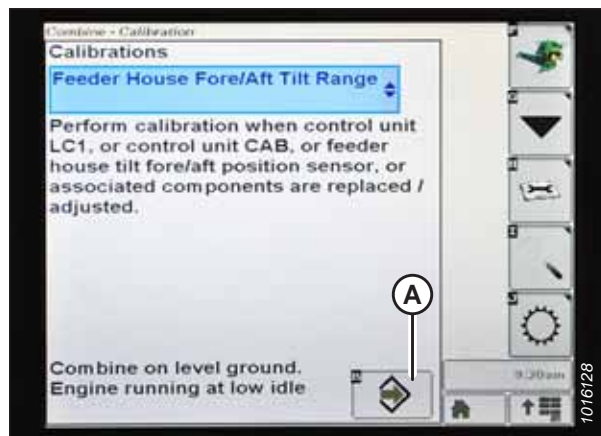 Combine - Calibration
Calibrations
Feeder House Fore/Aft Tilt Range
Perform calibration when control unit
LC1, or control unit CAB, or feeder
house tilt fore/aft position sensor, or
associated components are replaced /
adjusted.
A
Combine on level ground.
Engine running at low idle
9:20am
1016128